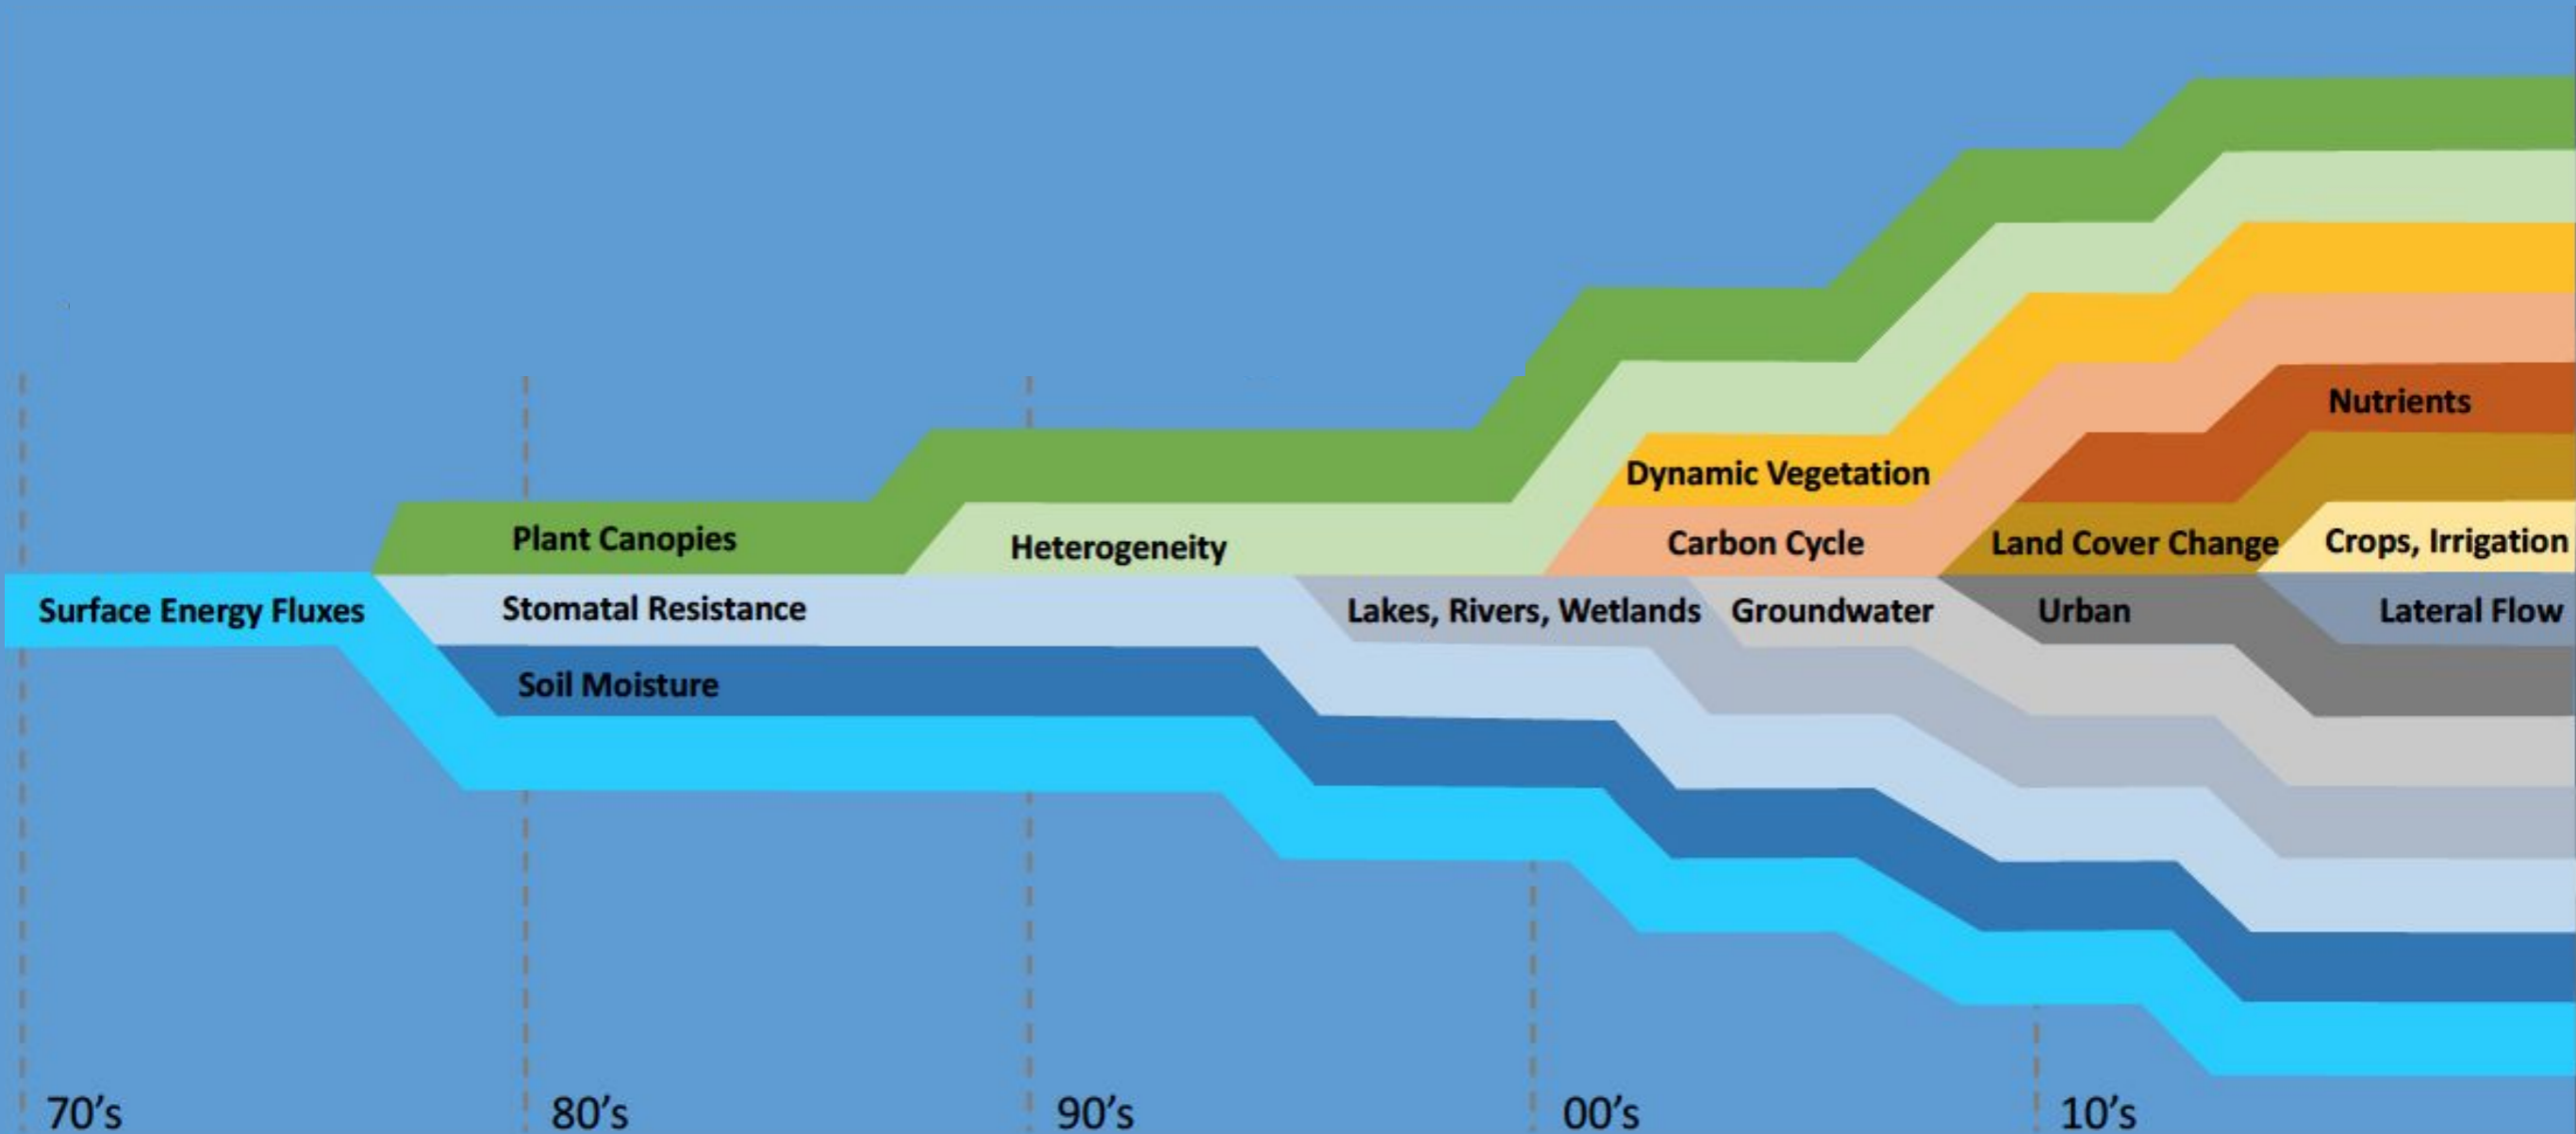 Nutrients
Dynamic Vegetation
Plant Canopies
Heterogeneity
Carbon Cycle
Land Cover Change
Crops, Irrigation
Surface Energy Fluxes
Stomatal Resistance
Lakes, Rivers, Wetlands
Groundwater
Urban
Lateral Flow
Soil Moisture
70’s
80’s
90’s
00’s
10’s